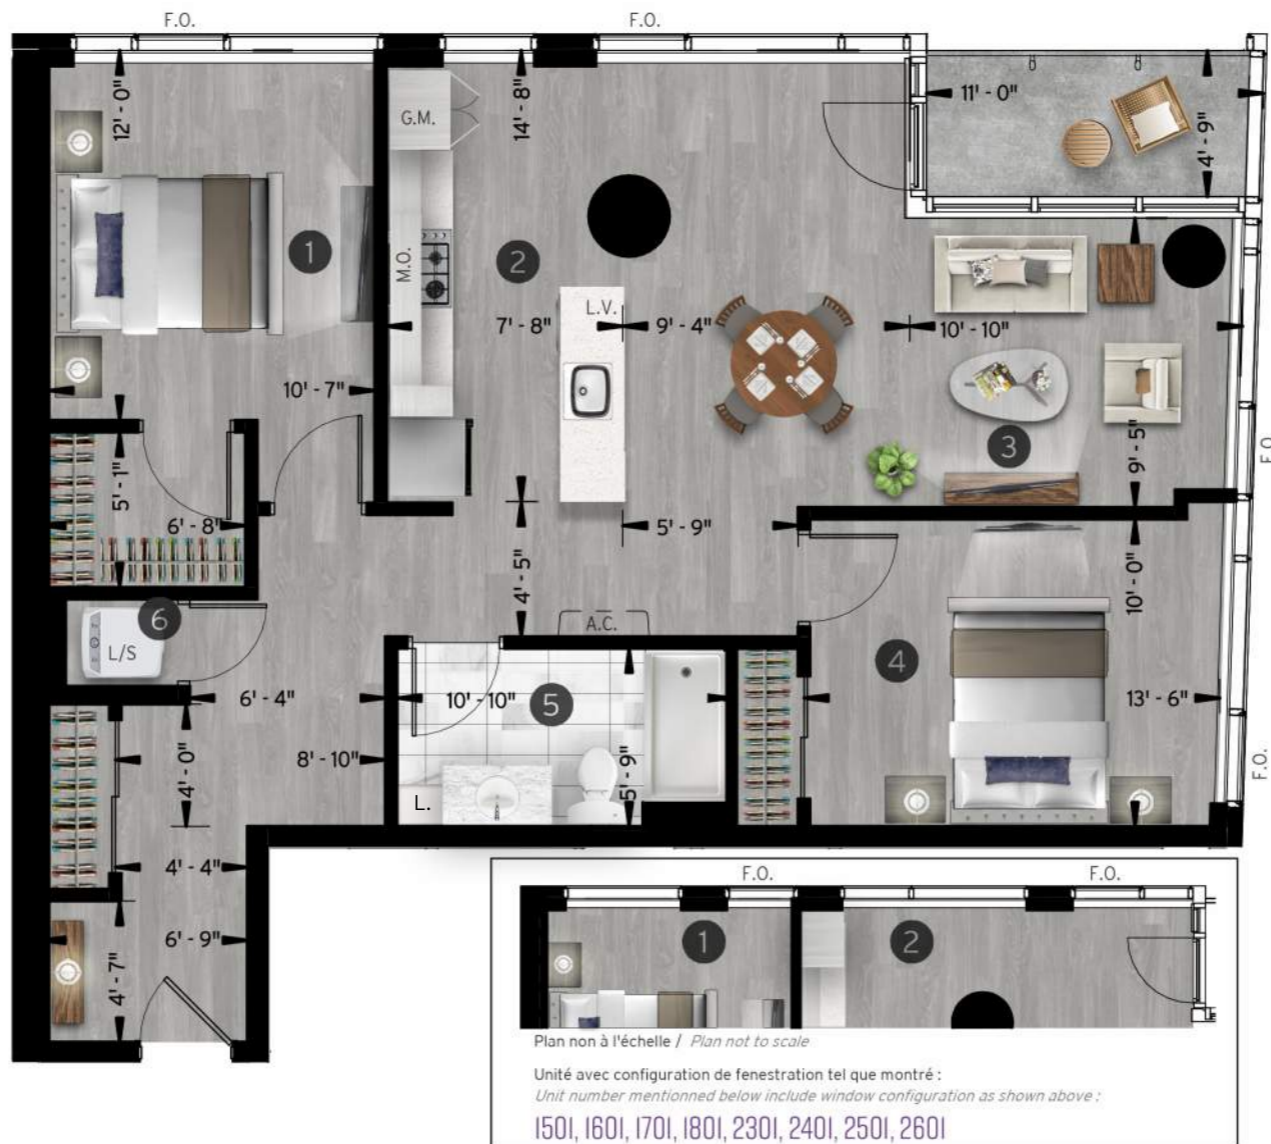 F.O.
F.O.
12' - 0"
G.M.
14' - 8"
11' - 0"
4' - 9"
1
M.O.
2
L.V.
7' - 8"
9' - 4"
10' - 10"
10' - 7"
3
9' - 5"
F.O.
5' - 1"
6' - 8"
5' - 9"
4' - 5"
10' - 0"
6
A.C.
L/S
4
6' - 4"
10' - 10"
5
13' - 6"
4' - 0"
8' - 10"
5' - 9"
F.O.
L.
4' - 4"
6' - 9"
4' - 7"
F.O.
F.O.
1
2
Plan non à l'échelle / Plan not to scale
Unité avec configuration de fenestration tel que montré :
Unit number mentionned below include window configuration as shown above :
1501, 1601, 1701, 1801, 2301, 2401, 2501, 2601